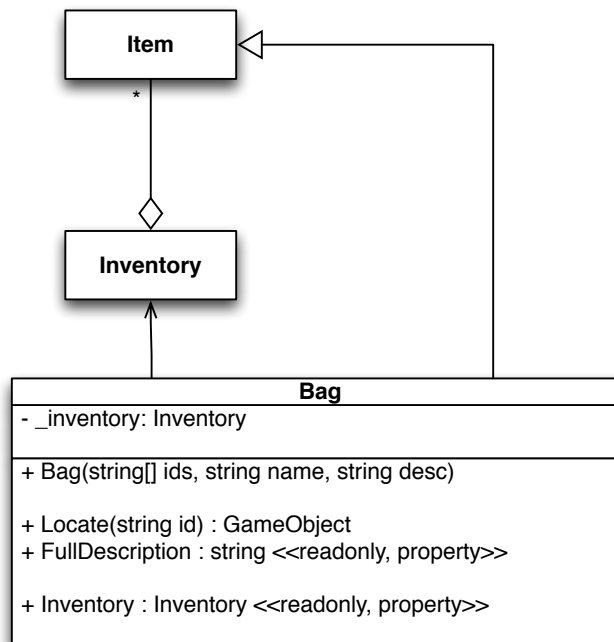 Item
*
Inventory
Bag
- _inventory: Inventory
+ Bag(string[] ids, string name, string desc)
+ Locate(string id) : GameObject
+ FullDescription : string <<readonly, property>>
+ Inventory : Inventory <<readonly, property>>